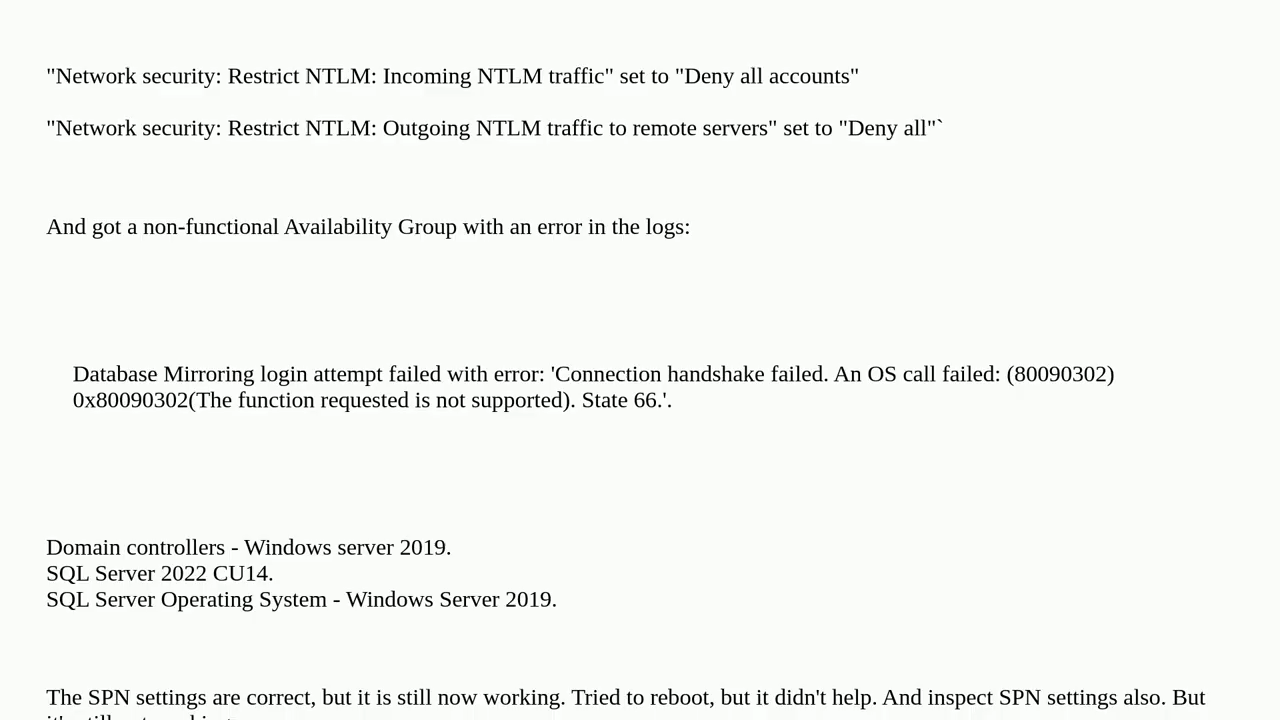 "Network security: Restrict NTLM: Incoming NTLM traffic" set to "Deny all accounts"
"Network security: Restrict NTLM: Outgoing NTLM traffic to remote servers" set to "Deny all"`
And got a non-functional Availability Group with an error in the logs:
Database Mirroring login attempt failed with error: 'Connection handshake failed. An OS call failed: (80090302)
0x80090302(The function requested is not supported). State 66.'.
Domain controllers - Windows server 2019.
SQL Server 2022 CU14.
SQL Server Operating System - Windows Server 2019.
The SPN settings are correct, but it is still now working. Tried to reboot, but it didn't help. And inspect SPN settings also. But